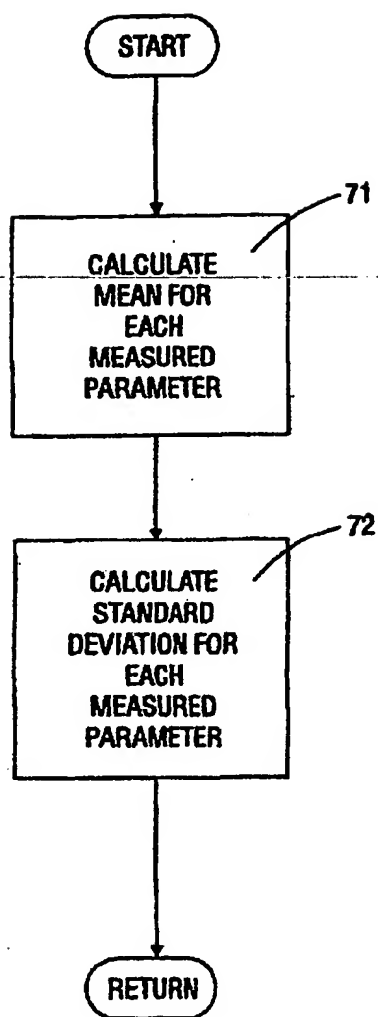 START
71
CALCULATE
MEAN FOR
EACH
MEASURED
PARAMETER
72
CALCULATE
STANDARD
DEVIATION FOR
EACH
MEASURED
PARAMETER
RETURN